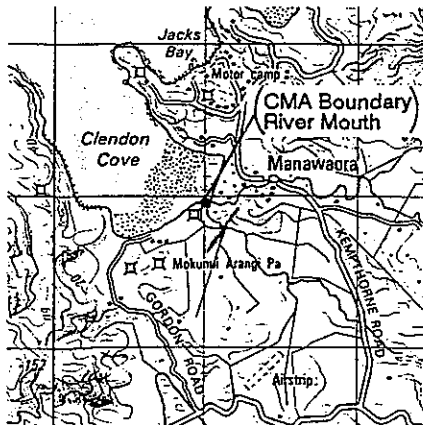 Jacks
Bay
Motor camp
CMA Boundary
River Mouth
Clendon
Cove
Manawaora
Mokumui Arangi Pa
KEMPTHORNE ROAD
GORDON ROAD
Airstrip